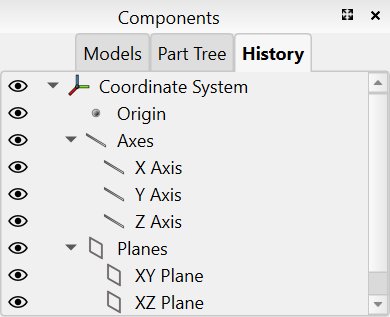 Components
Models Part Tree History
Coordinate System
Origin
Axes
X Axis
Y Axis
Z Axis
Planes
XY Plane
XZ Plane